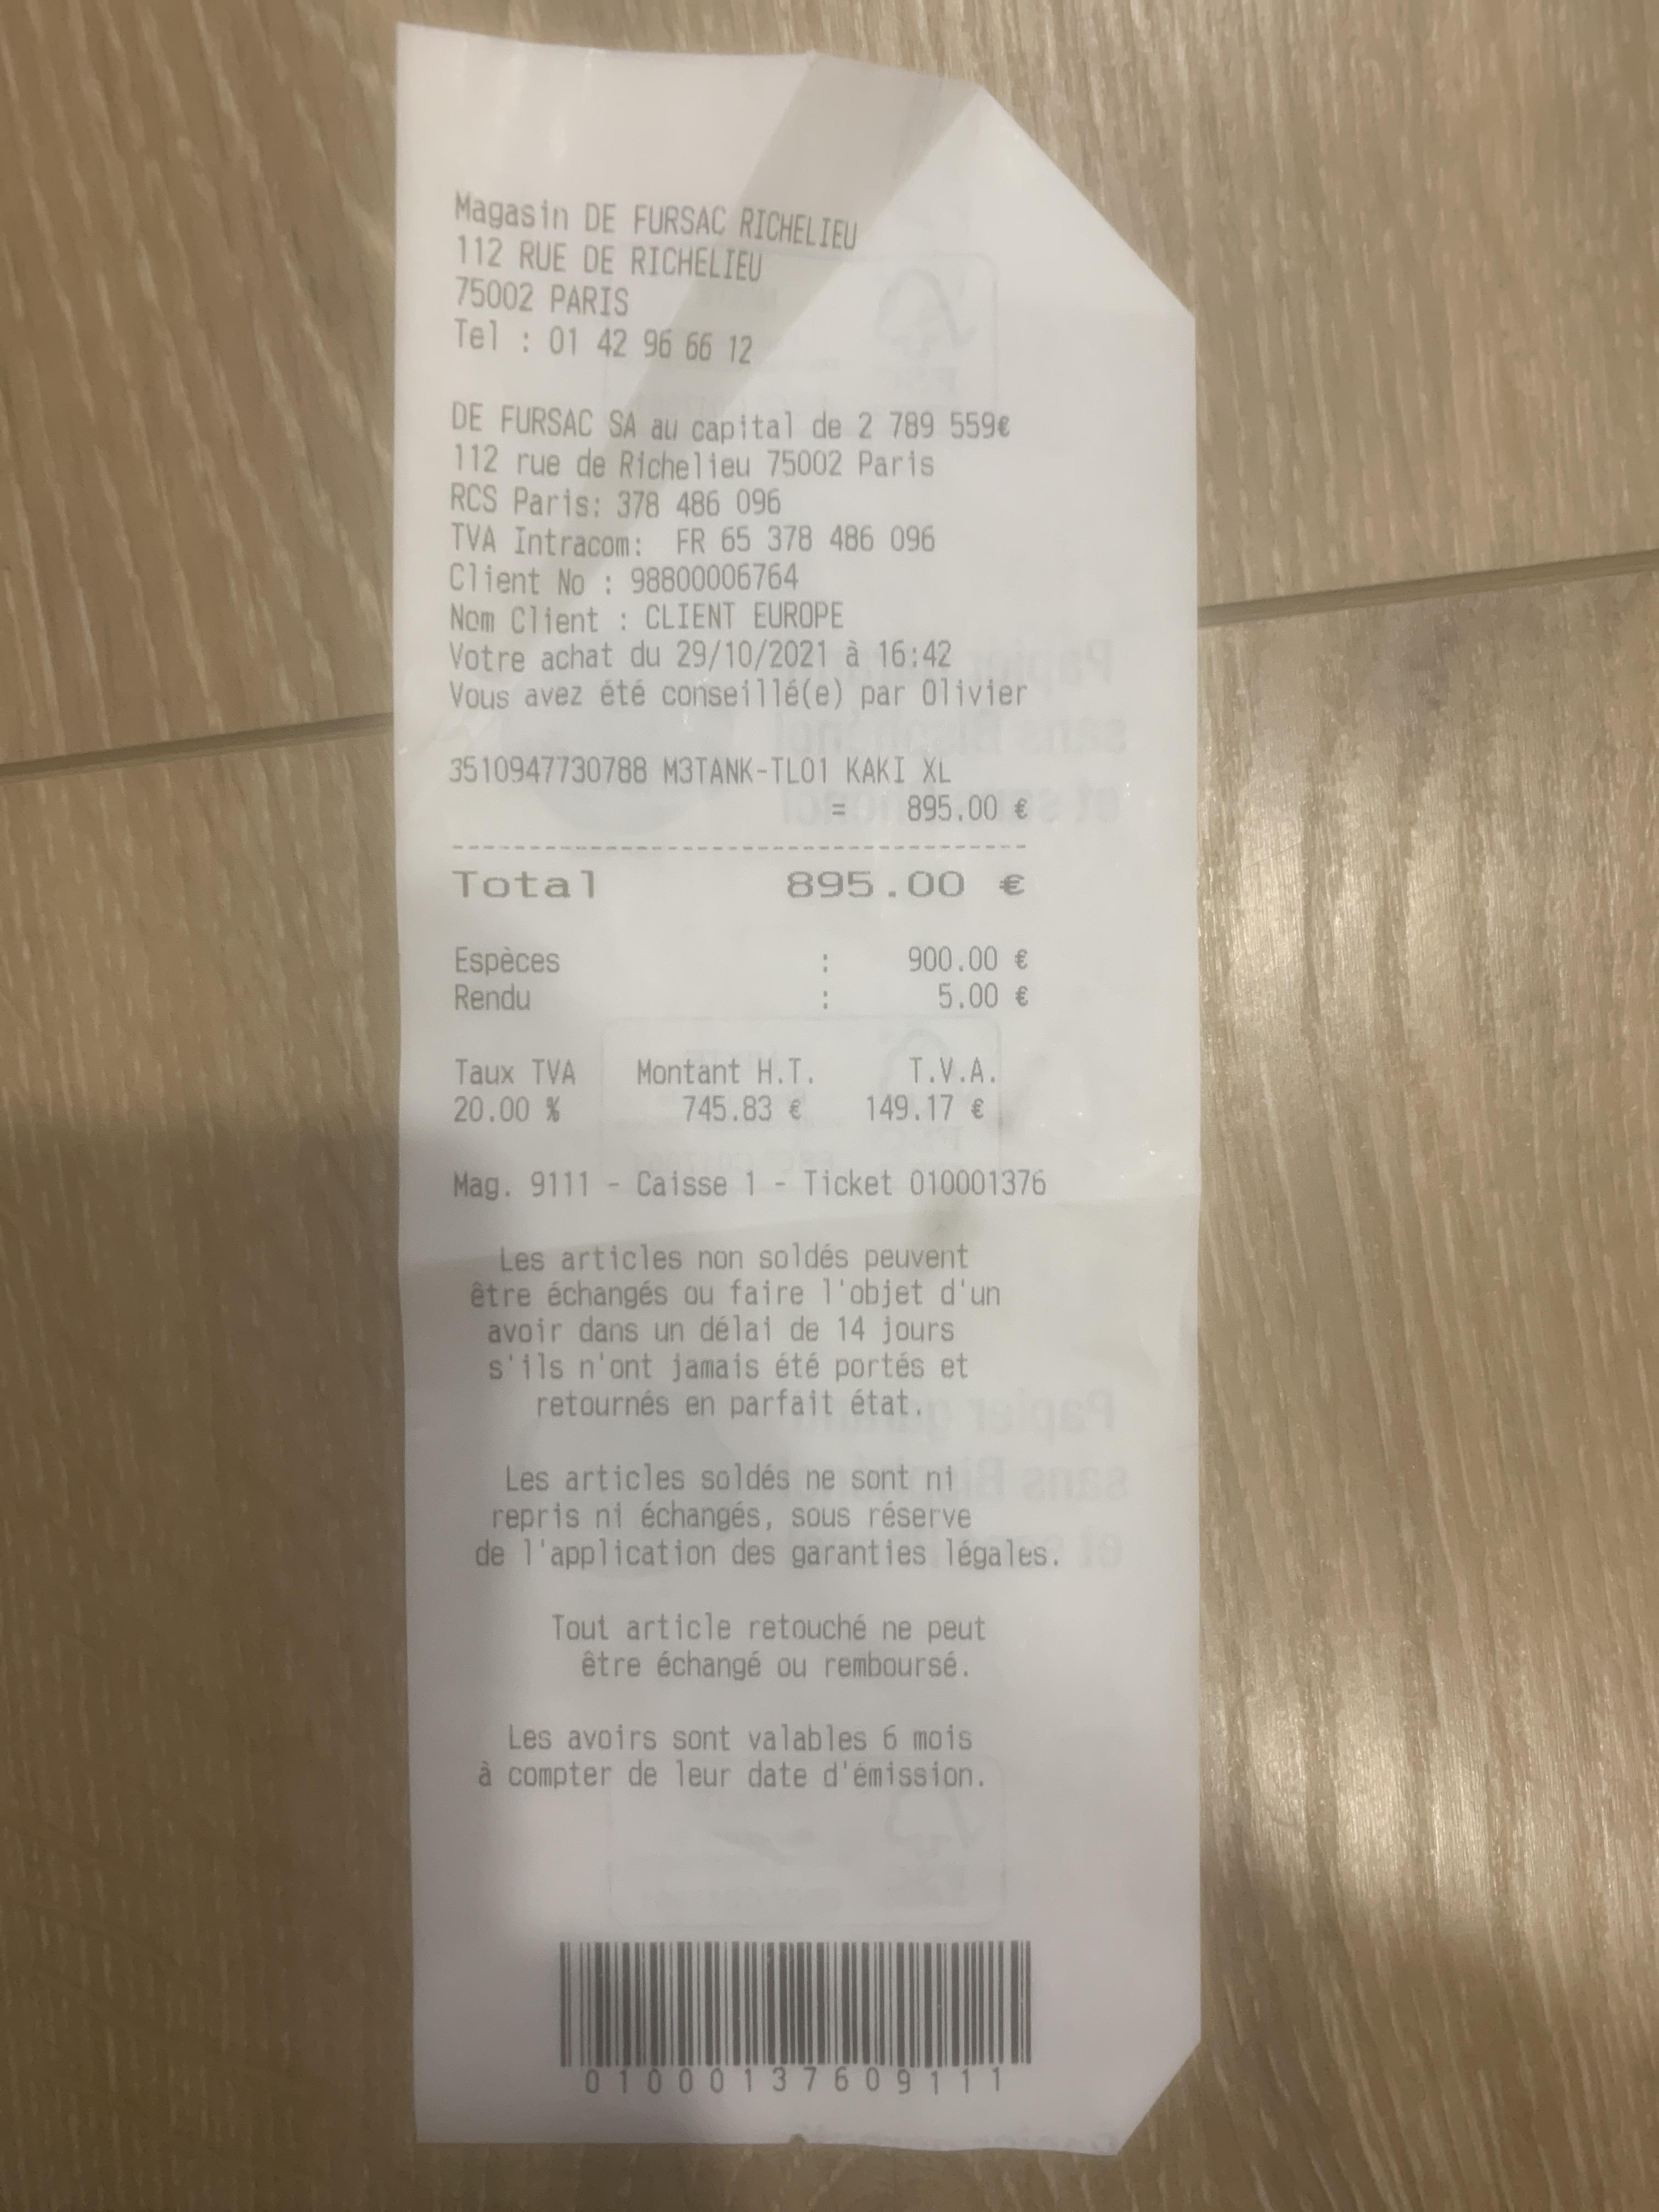 Magasin DE FURSAC RICHELIEU
112 RUE DE RICHELIEU
75002 PARIS
Tel : 01 42 96 66 12
DE FURSAC SA au capital de 2 789 559€
112 rue de Richelieu 75002 Paris
RCS Paris: 378 486 096
TVA Intracom: FR 65 378 486 096
Client No : 98800006764
Nom Client : CLIENT EUROPE
Votre achat du 29/10/2021 à 16:42
Vous avez été conseillé(e) par Olivier
3510947730788 M3TANK-TL01 KAKI XL
= 895.00 €
Total 895.00 €
Espèces : 900.00 €
Rendu : 5.00 €
Taux TVA Montant H.T. T.V.A.
20.00 % 745.83 € 149.17 €
Mag. 9111 - Caisse 1 - Ticket 010001376
Les articles non soldés peuvent
être échangés ou faire l'objet d'un
avoir dans un délai de 14 jours
s'ils n'ont jamais été portés et
retournés en parfait état.
Les articles soldés ne sont ni
repris ni échangés, sous réserve
de l'application des garanties légales.
Tout article retouché ne peut
être échangé ou remboursé.
Les avoirs sont valables 6 mois
à compter de leur date d'émission.
01000137609111